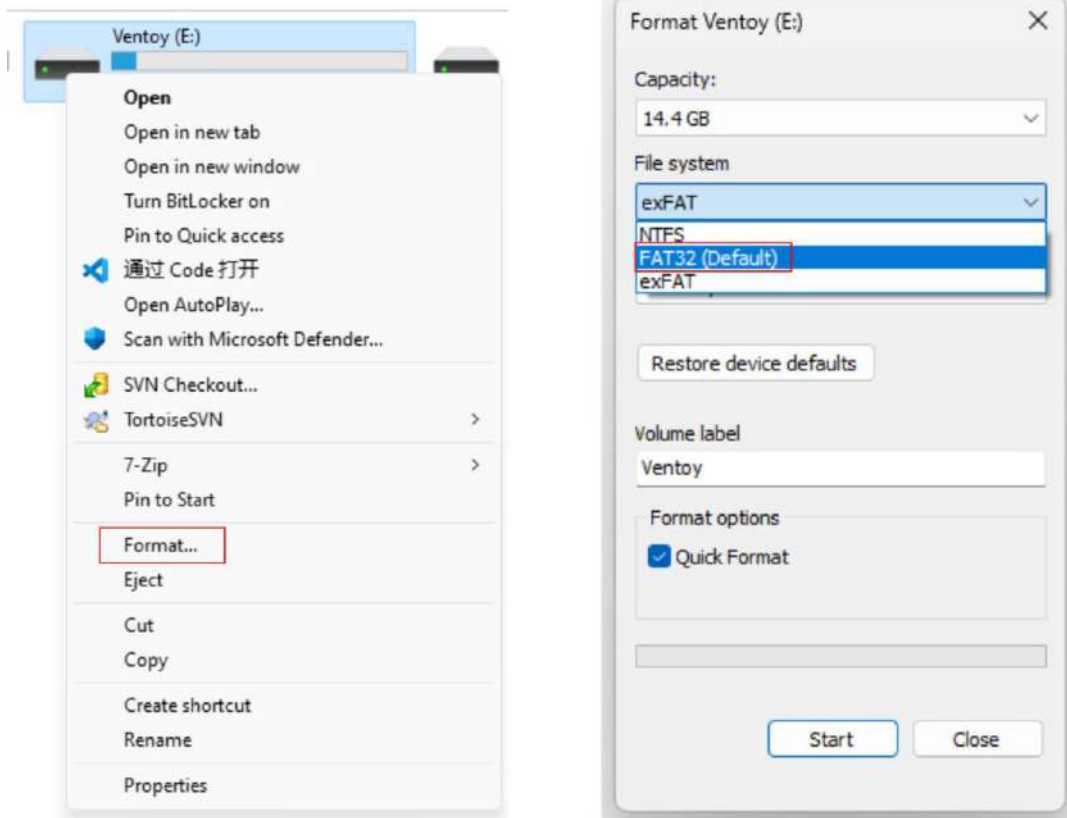 Ventoy (E:)
Open
Open in new tab
Open in new window
Turn BitLocker on
Pin to Quick access
通过 Code 打开
Open AutoPlay...
Scan with Microsoft Defender...
SVN Checkout...
TortoiseSVN
7-Zip
Pin to Start
Format...
Eject
Cut
Copy
Create shortcut
Rename
Properties
Format Ventoy (E:)
Capacity:
14.4 GB
File system
exFAT
NTFS
FAT32 (Default)
exFAT
Restore device defaults
Volume label
Ventoy
Format options
Quick Format
Start
Close